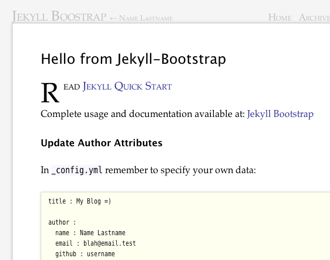 Jekyll Boostrap ← Name Lastname Home Archive
Hello from Jekyll-Bootstrap
Read Jekyll Quick Start
Complete usage and documentation available at: Jekyll Bootstrap
Update Author Attributes
In _config.yml remember to specify your own data:
title : My Blog =)
author :
name : Name Lastname
email : blah@email.test
github : username